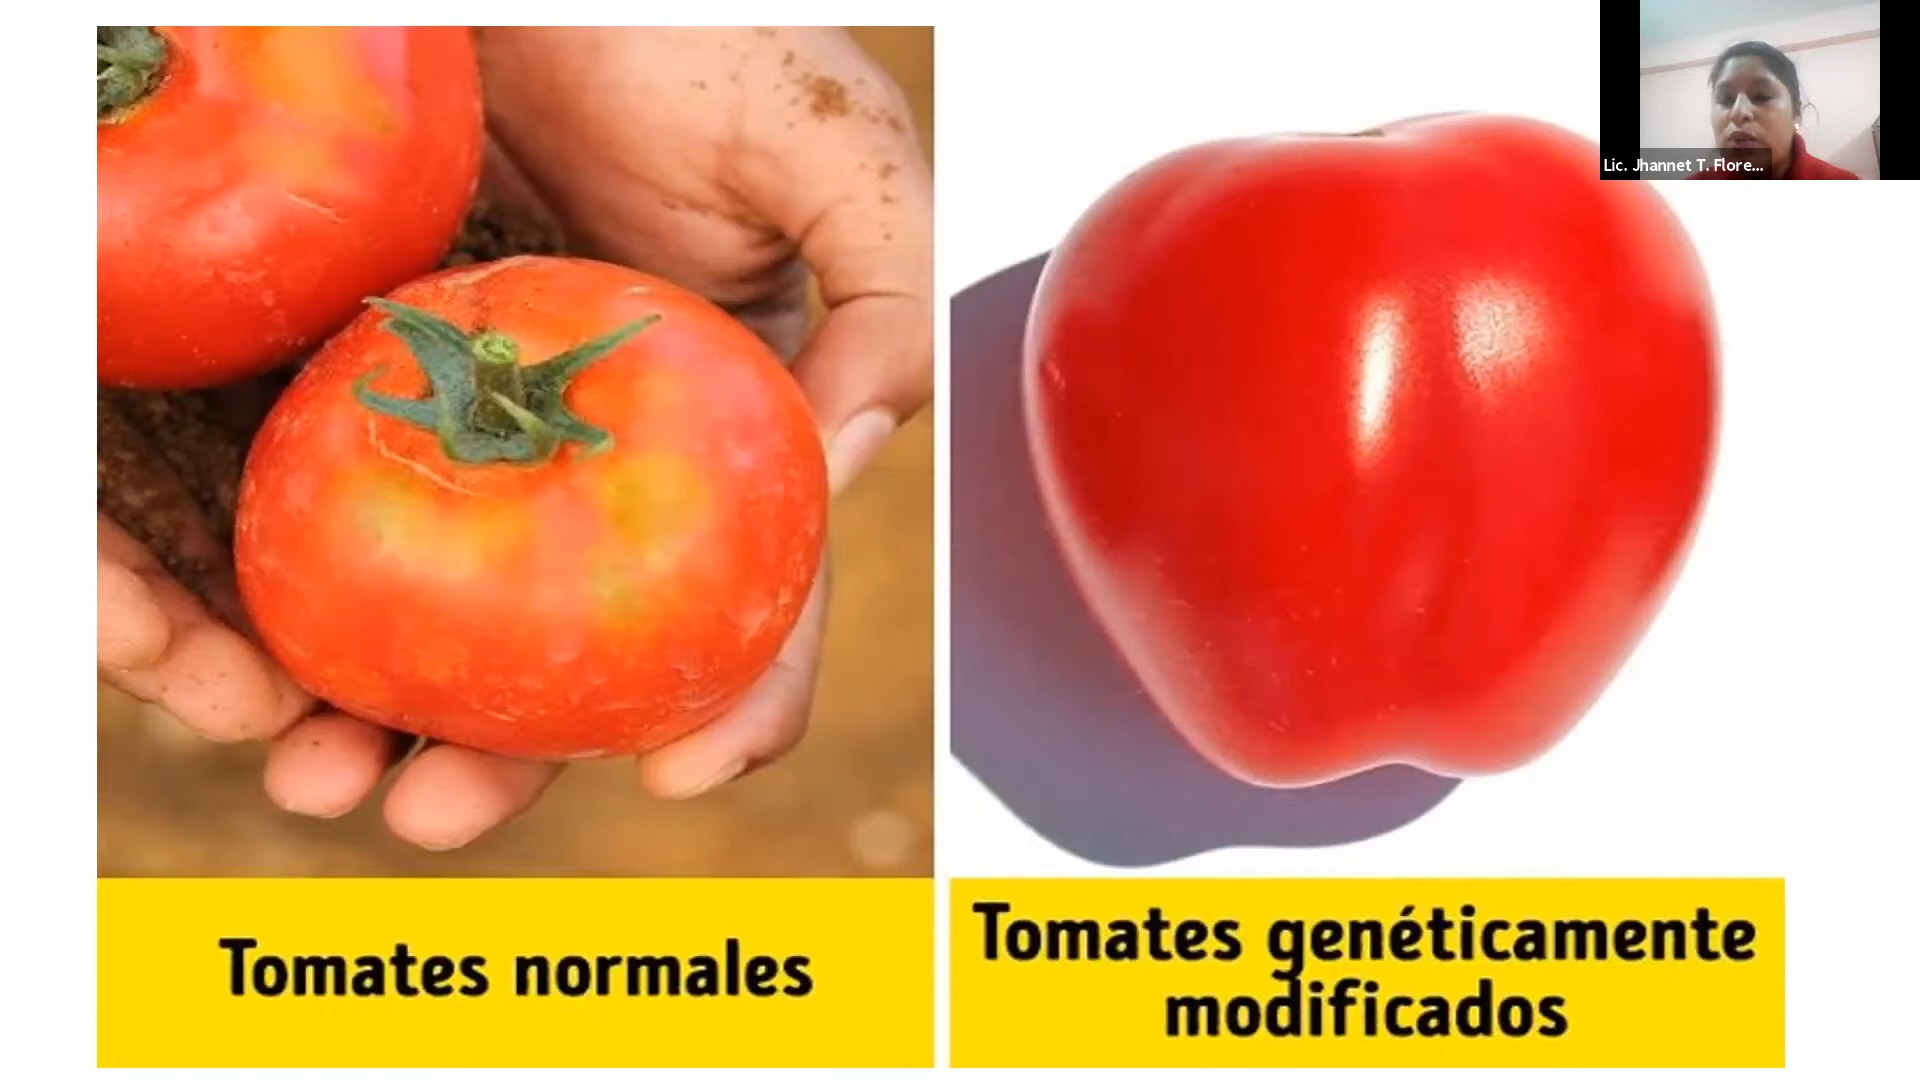 Lic. Jhannet T. Flore...
Tomates normales
Tomates genéticamente
modificados